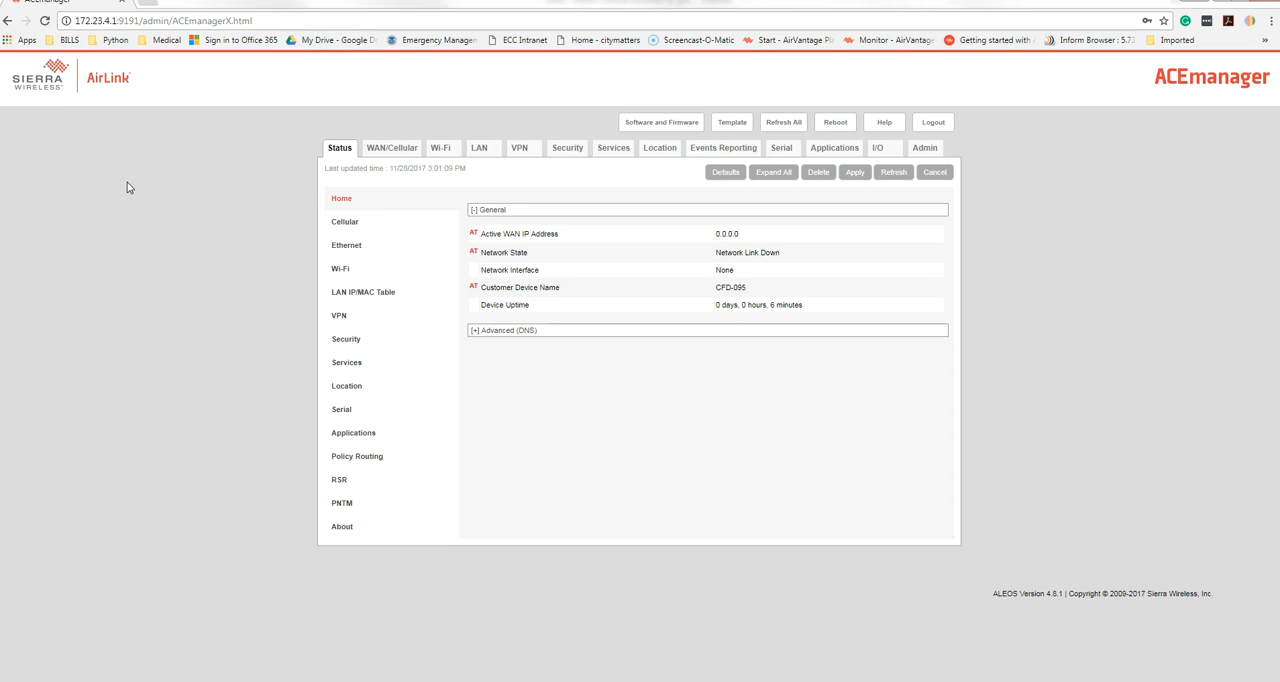 ACEmanager
172.23.4.1:9191/admin/ACEmanagerX.html
Apps BILLS Python Medical Sign in to Office 365 My Drive - Google Emergency Managem ECC Intranet Home - citymatters Screencast-O-Matic Start - AirVantage Monitor - AirVantage Getting started with Inform Browser : 5.73 Imported »
SIERRA WIRELESS AirLink ACEmanager
Software and Firmware Template Refresh All Reboot Help Logout
Status WAN/Cellular Wi-Fi LAN VPN Security Services Location Events Reporting Serial Applications I/O Admin
Last updated time : 11/28/2017 3:01:09 PM Defaults Expand All Delete Apply Refresh Cancel
Home
Cellular
Ethernet
Wi-Fi
LAN IP/MAC Table
VPN
Security
Services
Location
Serial
Applications
Policy Routing
RSR
PNTM
About
[-] General
AT Active WAN IP Address 0.0.0.0
AT Network State Network Link Down
Network Interface None
AT Customer Device Name CFD-095
Device Uptime 0 days, 0 hours, 6 minutes
[+] Advanced (DNS)
ALEOS Version 4.8.1 | Copyright © 2009-2017 Sierra Wireless, Inc.